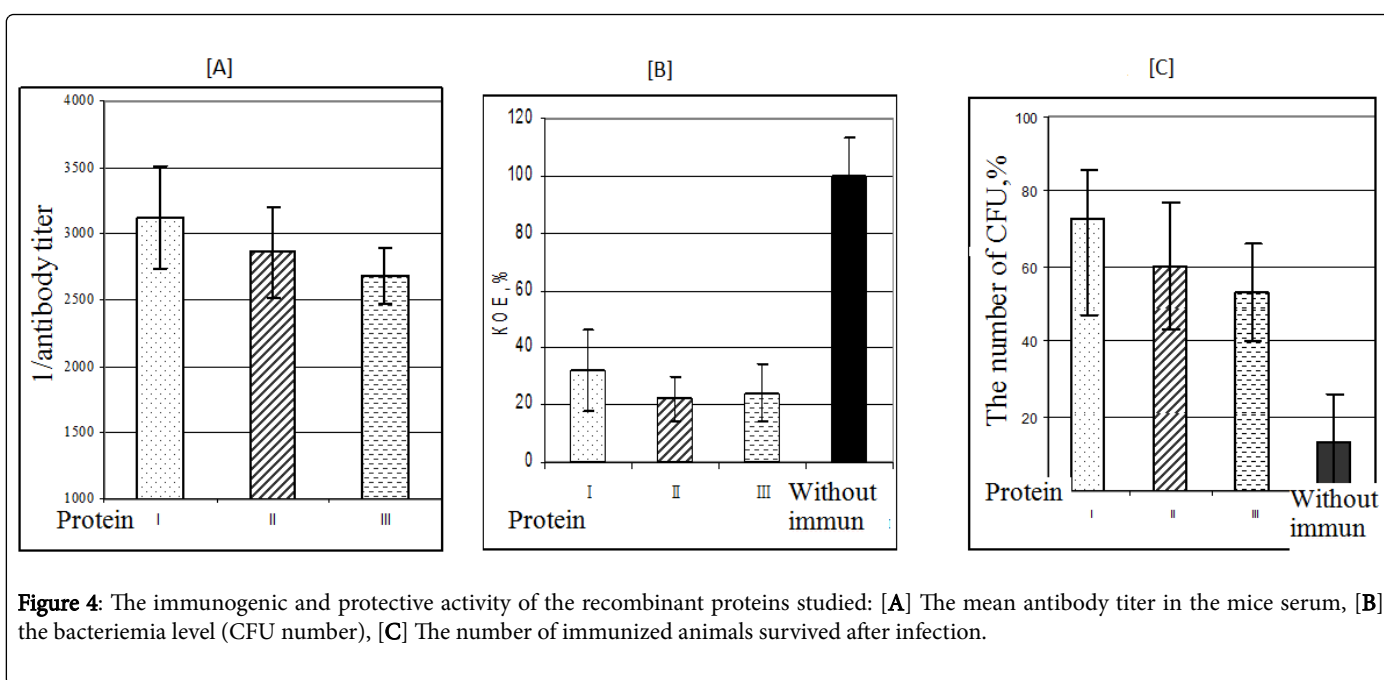 [A]
4000
3500
3000
2500
2000
1500
1000
1/antibody titer
Protein I II III
[B]
120
100
80
60
40
20
0
KOE,%
I II III Without
immun
Protein
[C]
100
80
60
40
20
The number of CFU,%
Protein
I II III Without
immun
Figure 4: The immunogenic and protective activity of the recombinant proteins studied: [A] The mean antibody titer in the mice serum, [B]
the bacteriemia level (CFU number), [C] The number of immunized animals survived after infection.